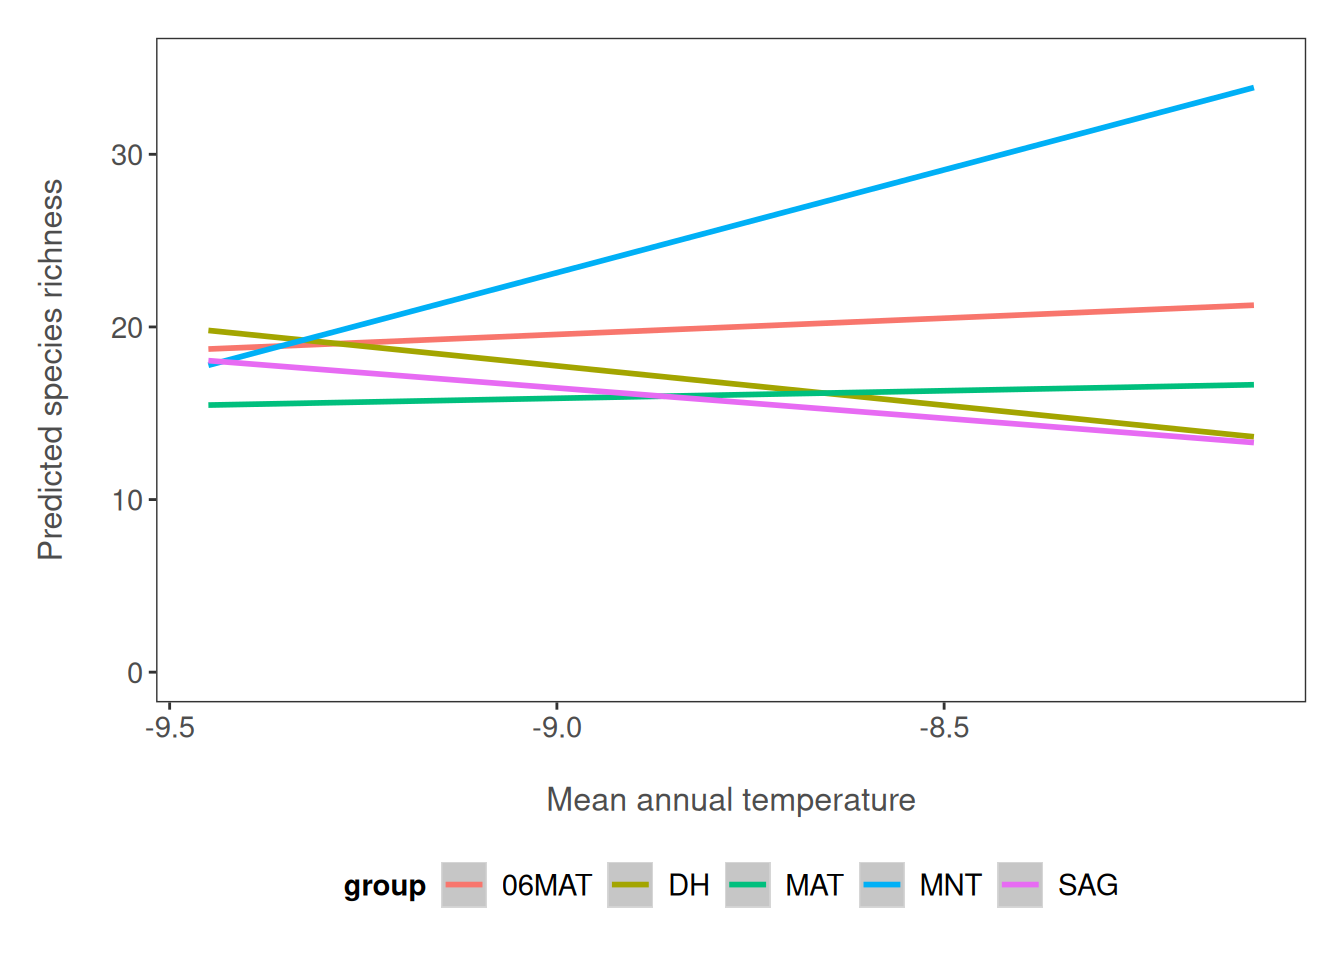 Predicted species richness
30
20
10
0
-9.5 -9.0 -8.5
Mean annual temperature
group 06MAT DH MAT MNT SAG